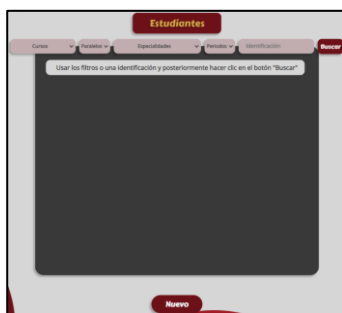 Estudiantes
Cursos Paralelos Especialidades Periodos Identificación Buscar
Usar los filtros o una identificación y posteriormente hacer clic en el botón "Buscar"
Nuevo